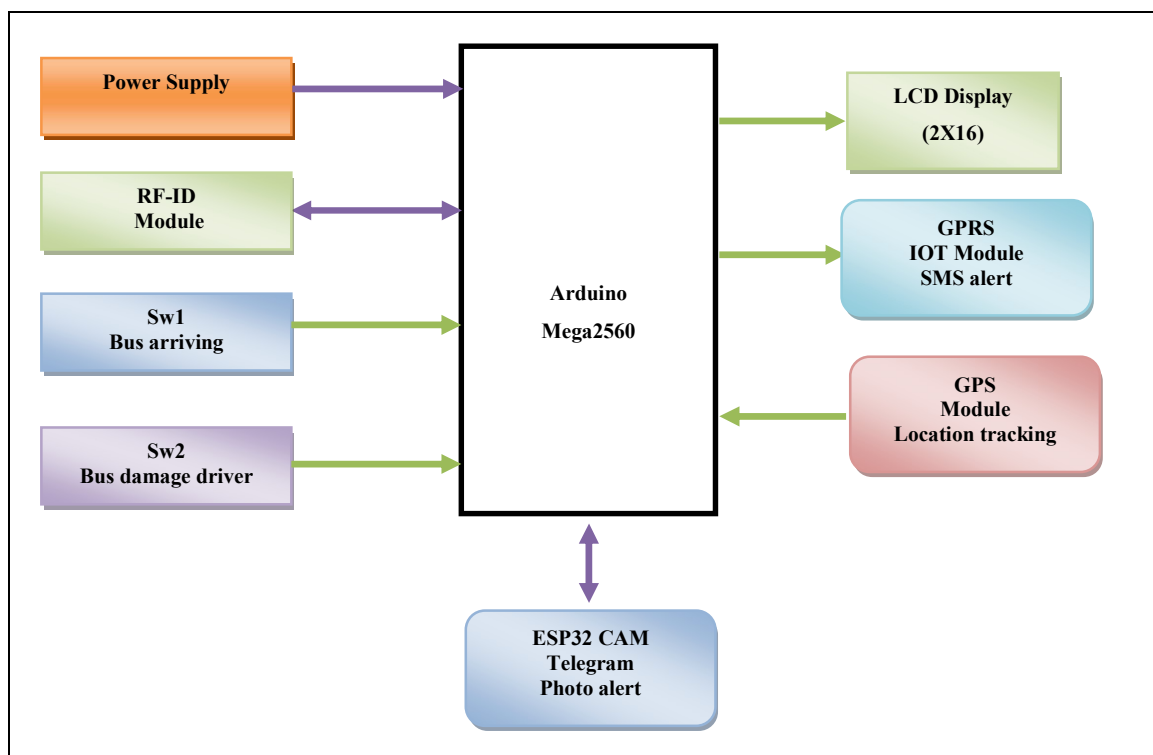 Power Supply
RF-ID
Module
Sw1
Bus arriving
Sw2
Bus damage driver
Arduino
Mega2560
LCD Display
(2X16)
GPRS
IOT Module
SMS alert
GPS
Module
Location tracking
ESP32 CAM
Telegram
Photo alert